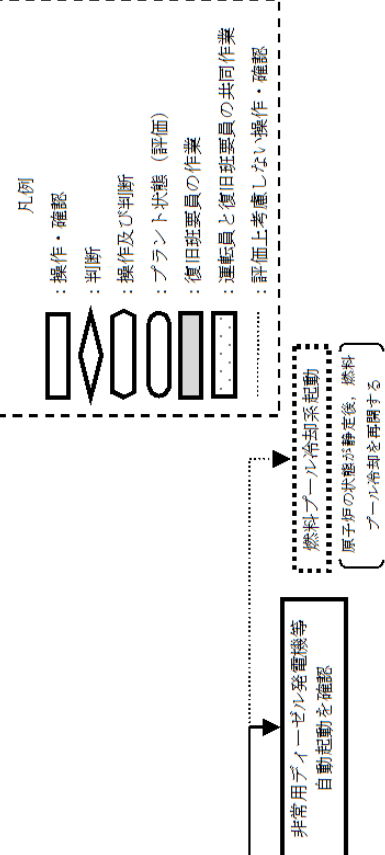 凡例
：操作・確認
：判断
：操作及び判断
：プラント状態（評価）
：復旧班要員の作業
：運転員と復旧班要員の共同作業
：評価上考慮しない操作・確認
燃料プール冷却系起動
原子炉の状態が静定後，燃料
プール冷却を再開する
非常用ディーゼル発電機等
自動起動を確認